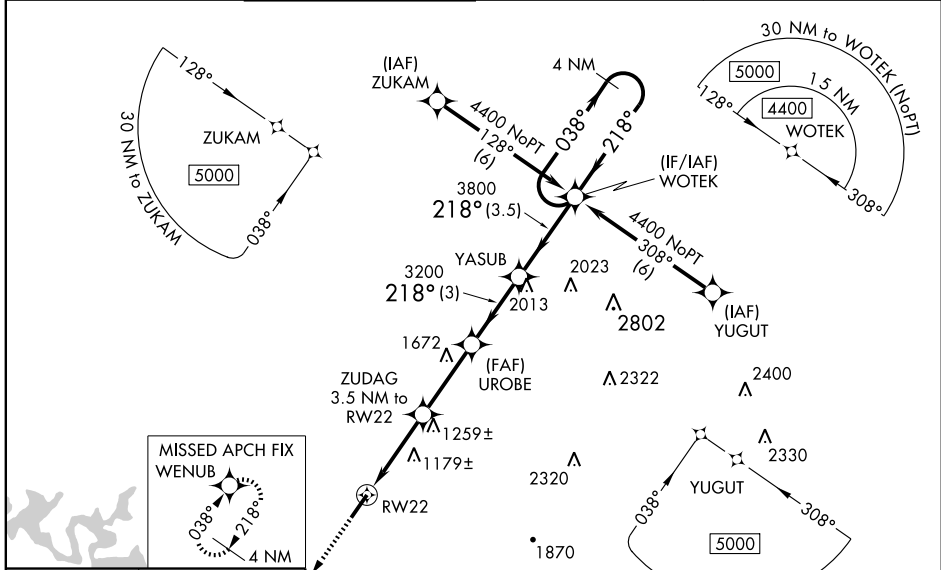 128°
ZUKAM
5000
30 NM to ZUKAM
038°
(IAF)
ZUKAM
4400 NoPT
128°
(6)
4 NM
038°
218°
(IF/IAF)
WOTEK
30 NM to WOTEK (NoPT)
5000
15 NM
4400
128°
WOTEK
308°
3800
218° (3.5)
4400 NoPT
308°
(6)
(IAF)
YUGUT
YASUB
3200
218° (3)
2013
2023
2802
1672
(FAF)
UROBE
2322
2400
ZUDAG
3.5 NM to
RW22
1259±
1179±
2320
2330
RW22
1870
MISSED APCH FIX
WENUB
038°
218°
4 NM
YUGUT
038°
308°
5000